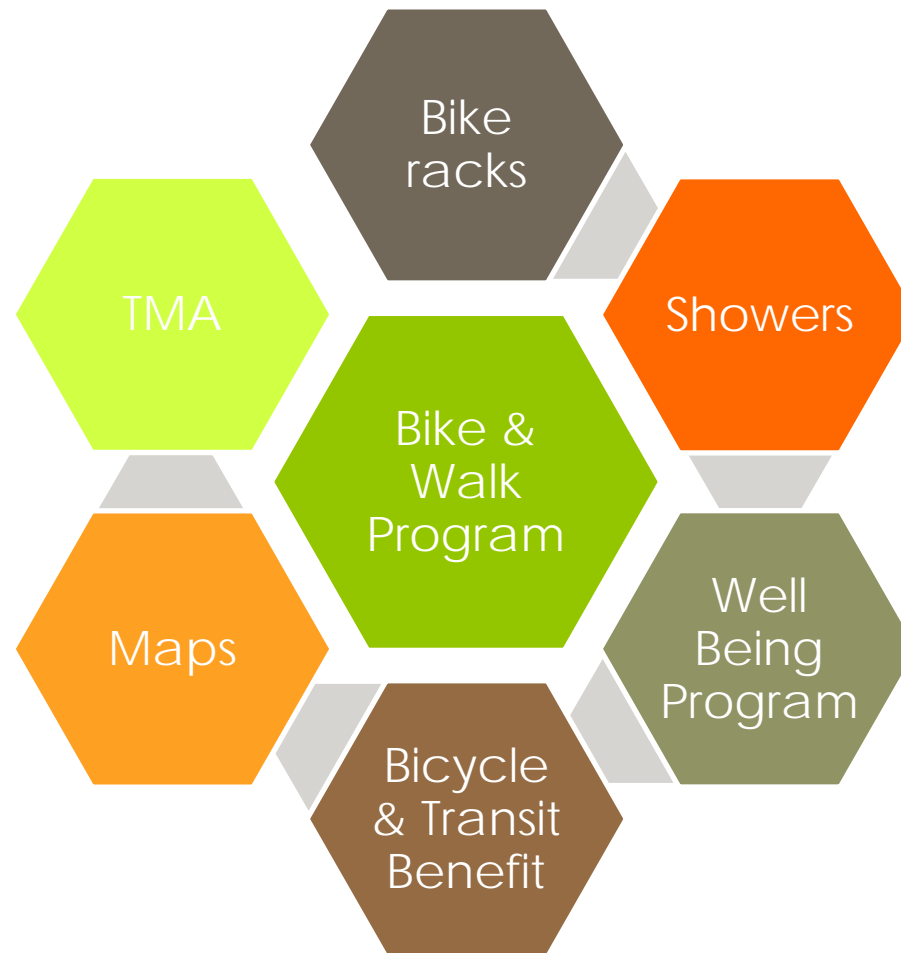 Bike
racks
Showers
TMA
Bike &
Walk
Program
Well
Being
Program
Maps
Bicycle
& Transit
Benefit